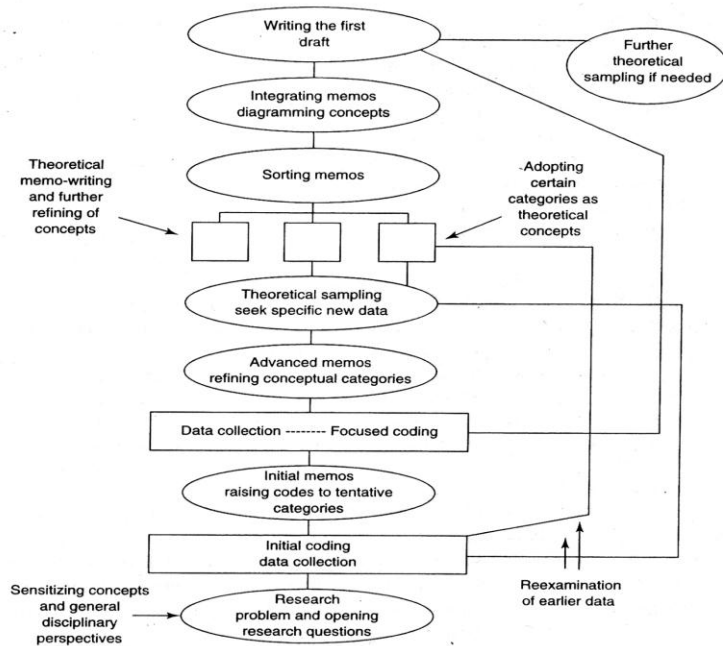 Writing the first
draft
Further
theoretical
sampling if needed
Integrating memos
diagramming concepts
Theoretical
memo-writing
and further
refining of
concepts
Sorting memos
Adopting
certain
categories as
theoretical
concepts
Theoretical sampling
seek specific new data
Advanced memos
refining conceptual categories
Data collection -------- Focused coding
Initial memos
raising codes to tentative
categories
Initial coding
data collection
Reexamination
of earlier data
Sensitizing concepts
and general
disciplinary
perspectives
Research
problem and opening
research questions